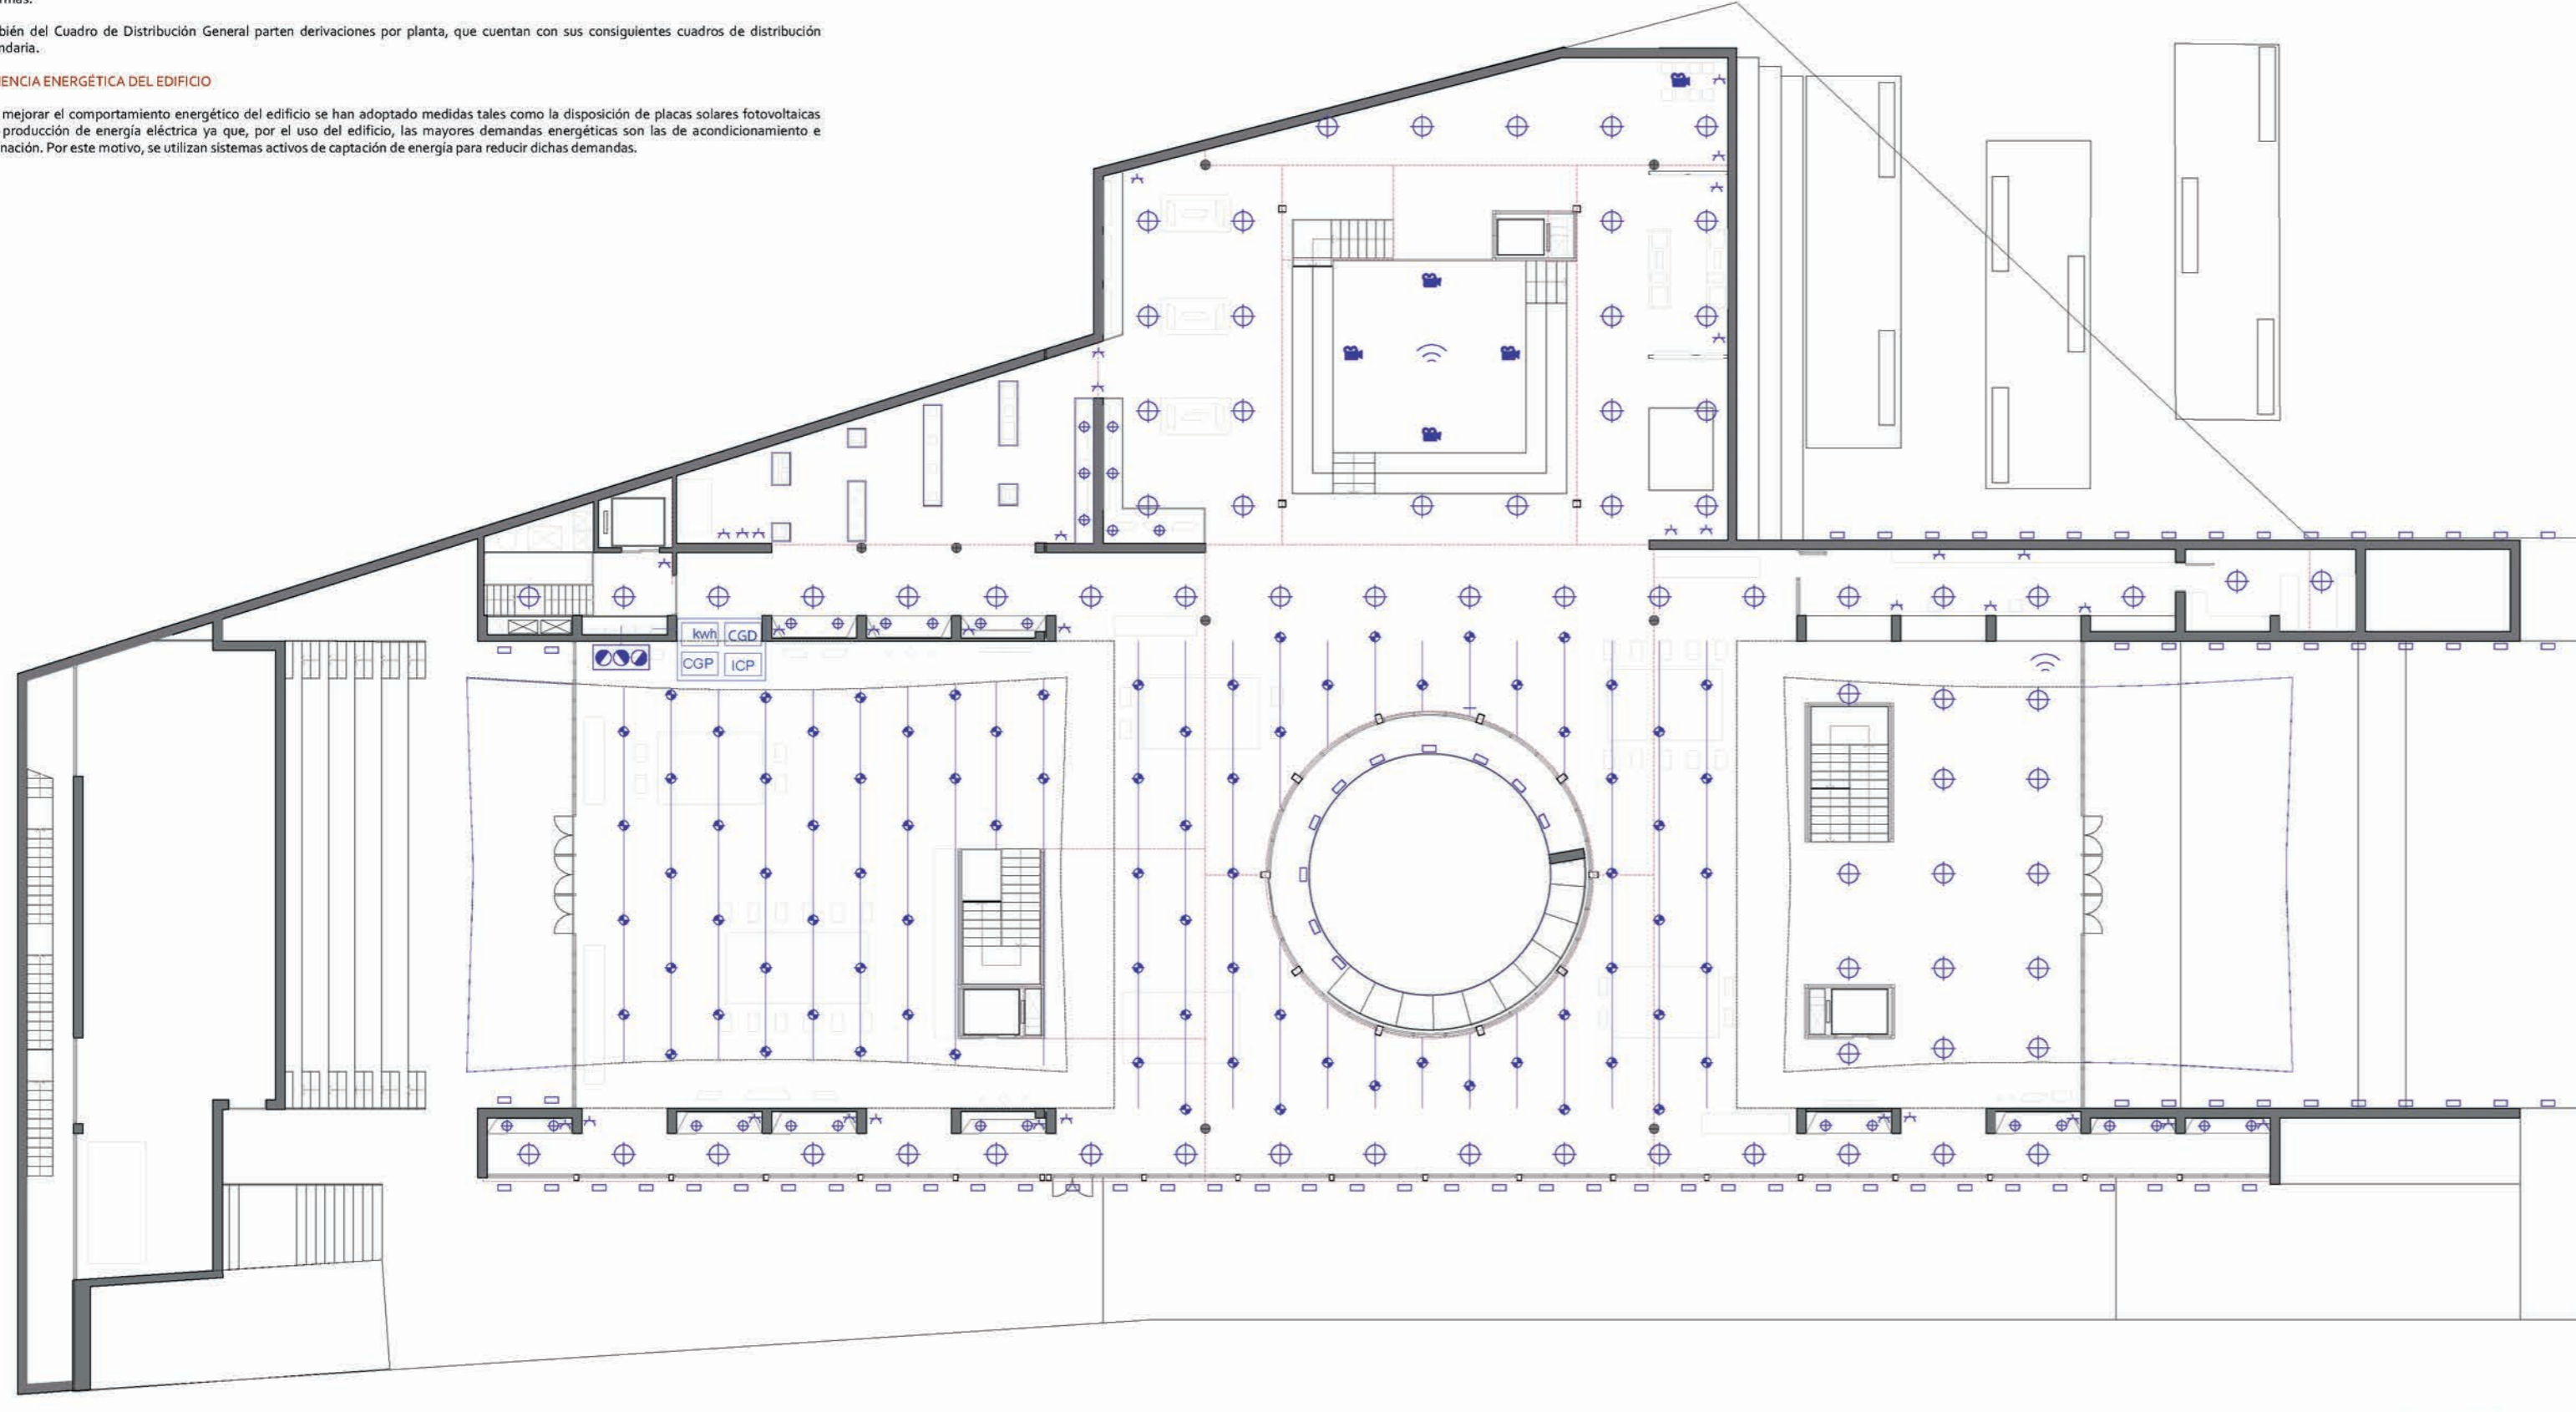 bién del Cuadro de Distribución General parten derivaciones por planta, que cuentan con sus consiguientes cuadros de distribución
ndaria.
IENCIA ENERGÉTICA DEL EDIFICIO
mejorar el comportamiento energético del edificio se han adoptado medidas tales como la disposición de placas solares fotovoltaicas
producción de energía eléctrica ya que, por el uso del edificio, las mayores demandas energéticas son las de acondicionamiento e
nación. Por este motivo, se utilizan sistemas activos de captación de energía para reducir dichas demandas.
kwh CGD
CGP ICP